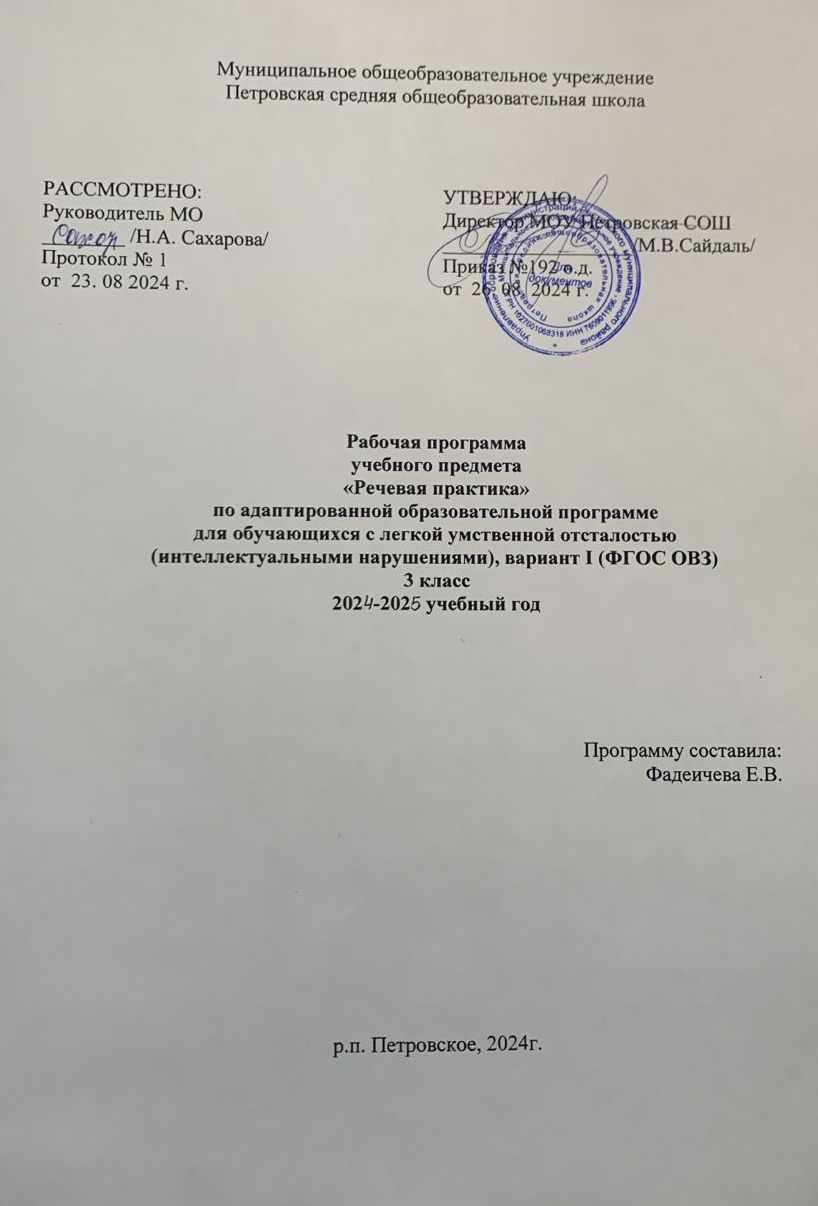 Муниципальное общеобразовательное учреждение
Петровская средняя общеобразовательная школа
РАССМОТРЕНО:
Руководитель МО
/Н.А. Сахарова/
Протокол № 1
от 23. 08 2024 г.
УТВЕРЖДАЮ:
Директор МОУ Петровская СОШ
/М.В.Сайдаль/
Приказ №192 о.д.
от 26 08 2024 г.
Для
документов
Рабочая программа
учебного предмета
«Речевая практика»
по адаптированной образовательной программе
для обучающихся с легкой умственной отсталостью
(интеллектуальными нарушениями), вариант I (ФГОС ОВЗ)
3 класс
2024-2025 учебный год
Программу составила:
Фадеичева Е.В.
р.п. Петровское, 2024г.